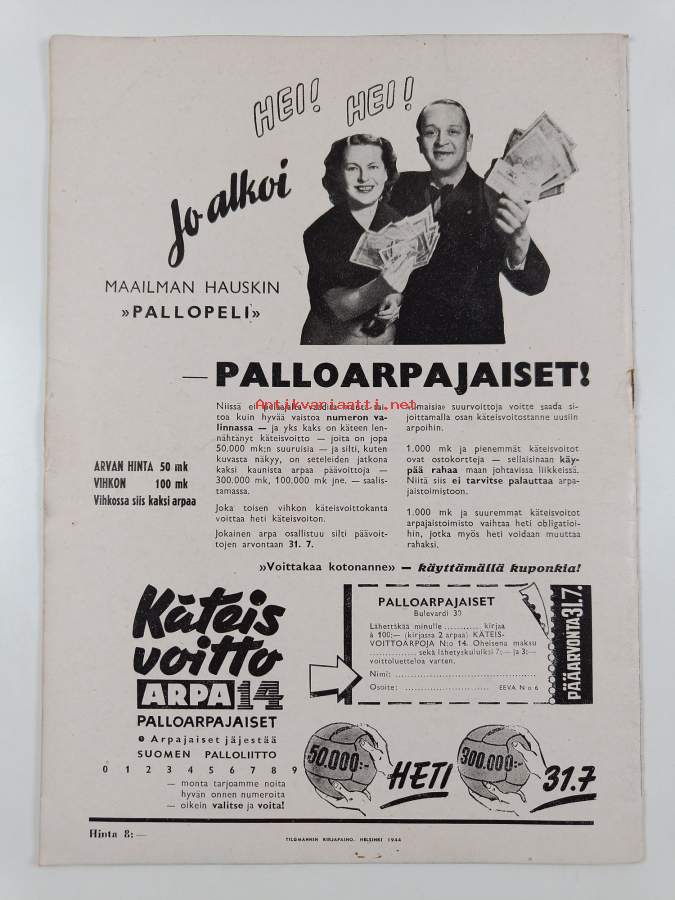 HEI! HEI!
Jo alkoi
MAAILMAN HAUSKIN
»PALLOPELI»
— PALLOARPAJAISET!
Antikvariaatti.net
ARVAN HINTA 50 mk
VIHKON 100 mk
Vihkossa siis kaksi arpaa
Niissä ei
toa kuin hyvää vaistoa numeron va-
linnassa — ja yks kaks on käteen len-
nähtänyt käteisvoitto — joita on jopa
50.000 mk:n suuruisia — ja silti, kuten
kuvasta näkyy, on seteleiden jatkona
kaksi kaunista arpaa päävoittoja —
300.000 mk, 100.000 mk jne. — saalis-
tamassa.
Joka toisen vihkon käteisvoittokanta
voittaa heti käteisvoiton.
Jokainen arpa osallistuu silti päävoit-
tojen arvontaan 31. 7.
»Ilmaisia» suurvoittoja voitte saada si-
joittamalla osan käteisvoitostanne uusiin
arpoihin.
1.000 mk ja pienemmät käteisvoitot
ovat ostokortteja — sellaisinaan käy-
pää rahaa maan johtavissa liikkeissä.
Niitä siis ei tarvitse palauttaa arpa-
jaistoimistoon.
1.000 mk ja suuremmat käteisvoitot
arpajaistoimisto vaihtaa heti obligatioi-
hin, jotka myös heti voidaan muuttaa
rahaksi.
»Voittakaa kotonanne» — käyttämällä kuponkia!
Käteis
voitto
ARPA 14
PALLOARPAJAISET
Arpajaiset jäjestää
SUOMEN PALLOLIITTO
0 1 2 3 4 5 6 7 8 9
— monta tarjoamme noita
hyvän onnen numeroita
— oikein valitse ja voita!
PALLOARPAJAISET
Bulevardi 30
Lähettäkää minulle ............ kirjaa
à 100:— (kirjassa 2 arpaa) KÄTEIS-
VOITTOARPOJA N:o 14. Oheisena maksu
.................... sekä lähetyskuluiksi 7:— ja 3:—
voittoluetteloa varten.
Nimi: ........................................
Osoite: .............................. EEVA N:o 6
PÄÄARVONTA 31.7.
50.000:-
HETI
300.000:-
31.7
Hinta 8:—
TILGMANNIN KIRJAPAINO, HELSINKI 1944